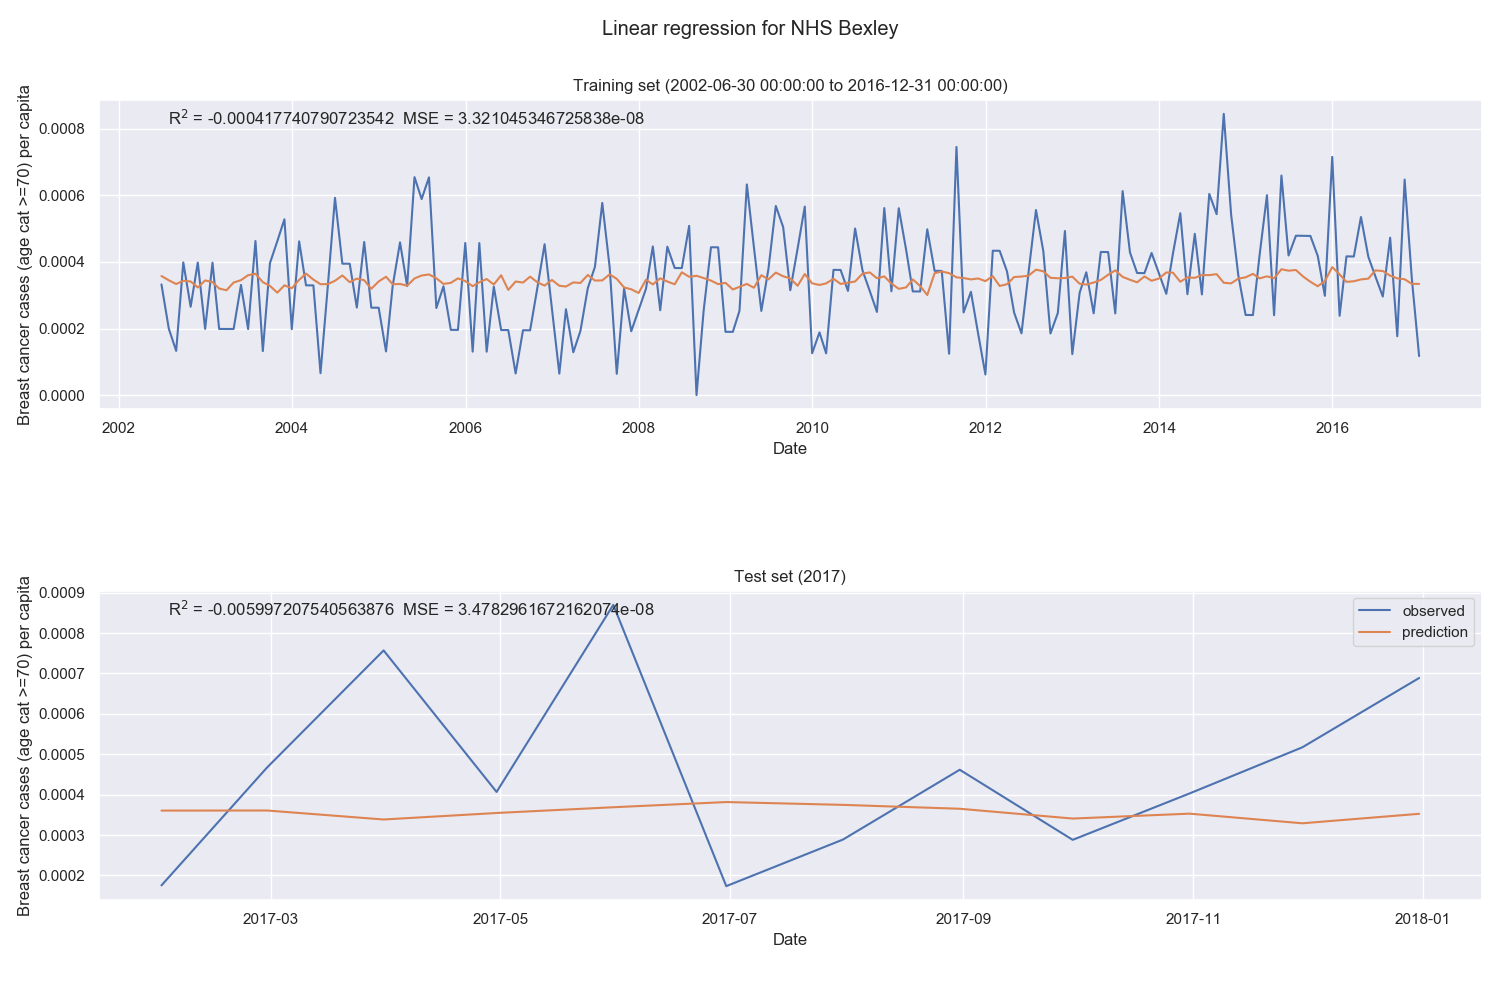 Linear regression for NHS Bexley
Training set (2002-06-30 00:00:00 to 2016-12-31 00:00:00)
R² = -0.000417740790723542 MSE = 3.321045346725838e-08
Breast cancer cases (age cat >=70) per capita
0.0008
0.0006
0.0004
0.0002
0.0000
2002 2004 2006 2008 2010 2012 2014 2016
Date
Test set (2017)
R² = -0.005997207540563876 MSE = 3.4782961672162074e-08
observed
prediction
Breast cancer cases (age cat >=70) per capita
0.0009
0.0008
0.0007
0.0006
0.0005
0.0004
0.0003
0.0002
2017-03 2017-05 2017-07 2017-09 2017-11 2018-01
Date